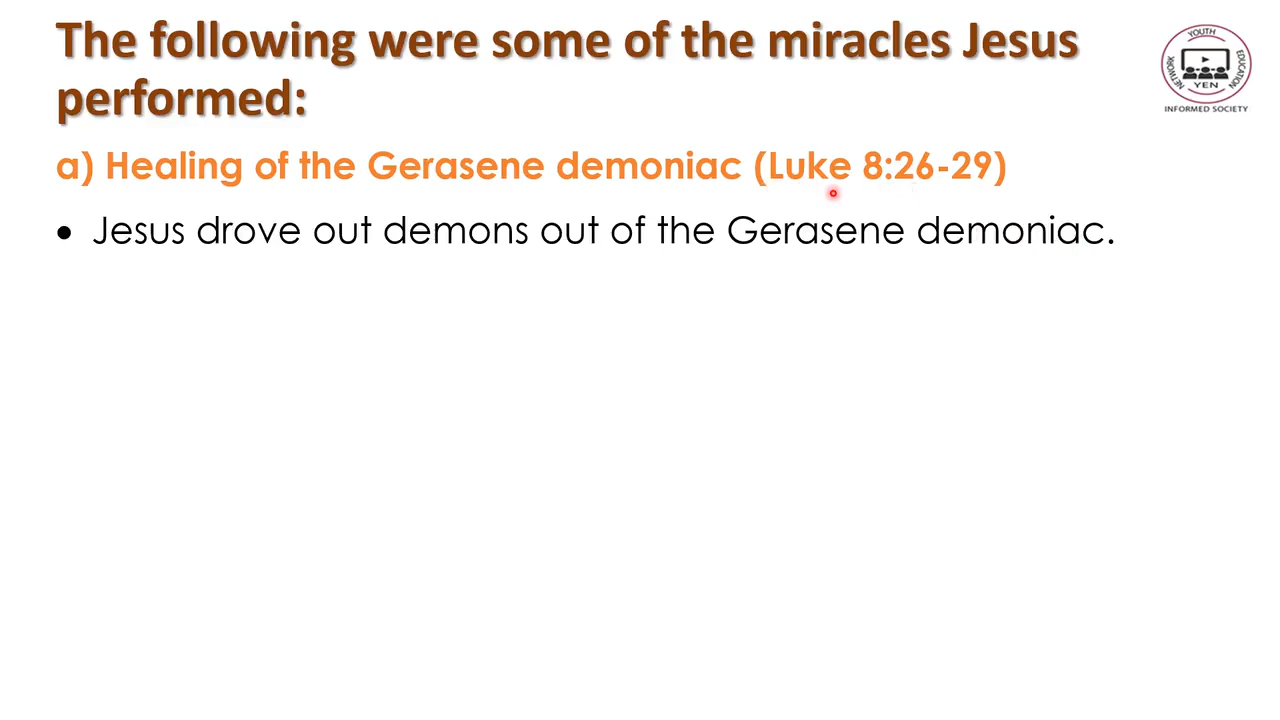 The following were some of the miracles Jesus
performed:
a) Healing of the Gerasene demoniac (Luke 8:26-29)
• Jesus drove out demons out of the Gerasene demoniac.
YOUTH
EDUCATION
NETWORK
YEN
INFORMED SOCIETY